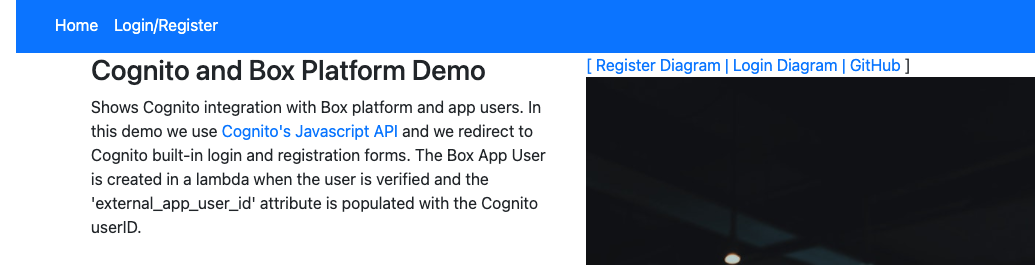 Home Login/Register
Cognito and Box Platform Demo
Shows Cognito integration with Box platform and app users. In
this demo we use Cognito's Javascript API and we redirect to
Cognito built-in login and registration forms. The Box App User
is created in a lambda when the user is verified and the
'external_app_user_id' attribute is populated with the Cognito
userID.
[ Register Diagram | Login Diagram | GitHub ]